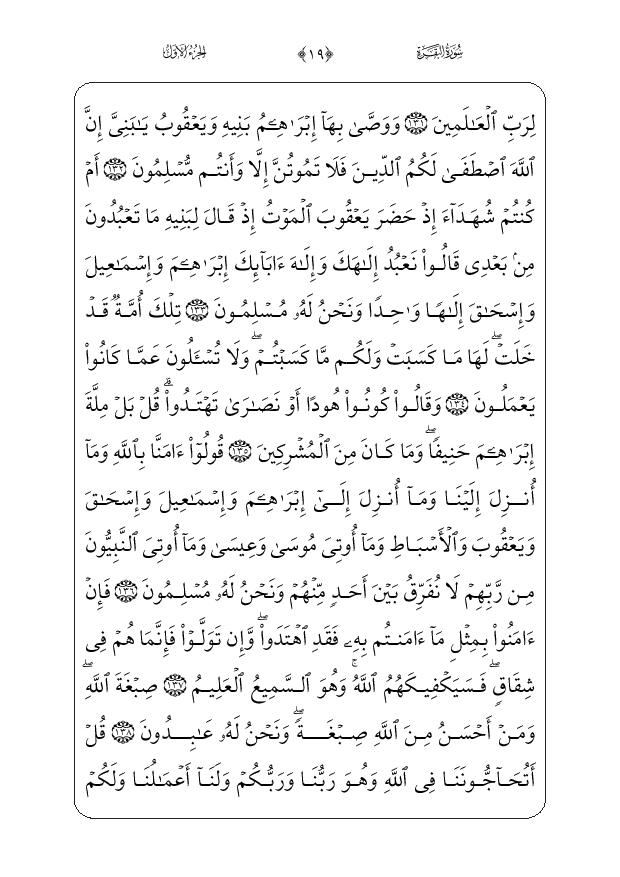 سُورَةُ البَقَرَةِ ﴿١٩﴾ الجُزْءُ الأَوَّلُ
لِرَبِّ ٱلْعَـٰلَمِينَ ١٣١ وَوَصَّىٰ بِهَآ إِبْرَٰهِـۧمُ بَنِيهِ وَيَعْقُوبُ يَـٰبَنِىَّ إِنَّ
ٱللَّهَ ٱصْطَفَىٰ لَكُمُ ٱلدِّينَ فَلَا تَمُوتُنَّ إِلَّا وَأَنتُم مُّسْلِمُونَ ١٣٢ أَمْ
كُنتُمْ شُهَدَآءَ إِذْ حَضَرَ يَعْقُوبَ ٱلْمَوْتُ إِذْ قَالَ لِبَنِيهِ مَا تَعْبُدُونَ
مِنۢ بَعْدِى قَالُوا۟ نَعْبُدُ إِلَـٰهَكَ وَإِلَـٰهَ ءَابَآئِكَ إِبْرَٰهِـۧمَ وَإِسْمَـٰعِيلَ
وَإِسْحَـٰقَ إِلَـٰهًا وَٰحِدًا وَنَحْنُ لَهُۥ مُسْلِمُونَ ١٣٣ تِلْكَ أُمَّةٌ قَدْ
خَلَتْ ۖ لَهَا مَا كَسَبَتْ وَلَكُم مَّا كَسَبْتُمْ ۖ وَلَا تُسْـَٔلُونَ عَمَّا كَانُوا۟
يَعْمَلُونَ ١٣٤ وَقَالُوا۟ كُونُوا۟ هُودًا أَوْ نَصَـٰرَىٰ تَهْتَدُوا۟ ۗ قُلْ بَلْ مِلَّةَ
إِبْرَٰهِـۧمَ حَنِيفًا ۖ وَمَا كَانَ مِنَ ٱلْمُشْرِكِينَ ١٣٥ قُولُوٓا۟ ءَامَنَّا بِٱللَّهِ وَمَآ
أُنزِلَ إِلَيْنَا وَمَآ أُنزِلَ إِلَىٰٓ إِبْرَٰهِـۧمَ وَإِسْمَـٰعِيلَ وَإِسْحَـٰقَ
وَيَعْقُوبَ وَٱلْأَسْبَاطِ وَمَآ أُوتِىَ مُوسَىٰ وَعِيسَىٰ وَمَآ أُوتِىَ ٱلنَّبِيُّونَ
مِن رَّبِّهِمْ لَا نُفَرِّقُ بَيْنَ أَحَدٍ مِّنْهُمْ وَنَحْنُ لَهُۥ مُسْلِمُونَ ١٣٦ فَإِنْ
ءَامَنُوا۟ بِمِثْلِ مَآ ءَامَنتُم بِهِۦ فَقَدِ ٱهْتَدَوا۟ ۖ وَّإِن تَوَلَّوْا۟ فَإِنَّمَا هُمْ فِى
شِقَاقٍ ۖ فَسَيَكْفِيكَهُمُ ٱللَّهُ ۚ وَهُوَ ٱلسَّمِيعُ ٱلْعَلِيمُ ١٣٧ صِبْغَةَ ٱللَّهِ ۖ
وَمَنْ أَحْسَنُ مِنَ ٱللَّهِ صِبْغَةً ۖ وَنَحْنُ لَهُۥ عَـٰبِدُونَ ١٣٨ قُلْ
أَتُحَآجُّونَنَا فِى ٱللَّهِ وَهُوَ رَبُّنَا وَرَبُّكُمْ وَلَنَآ أَعْمَـٰلُنَا وَلَكُمْ